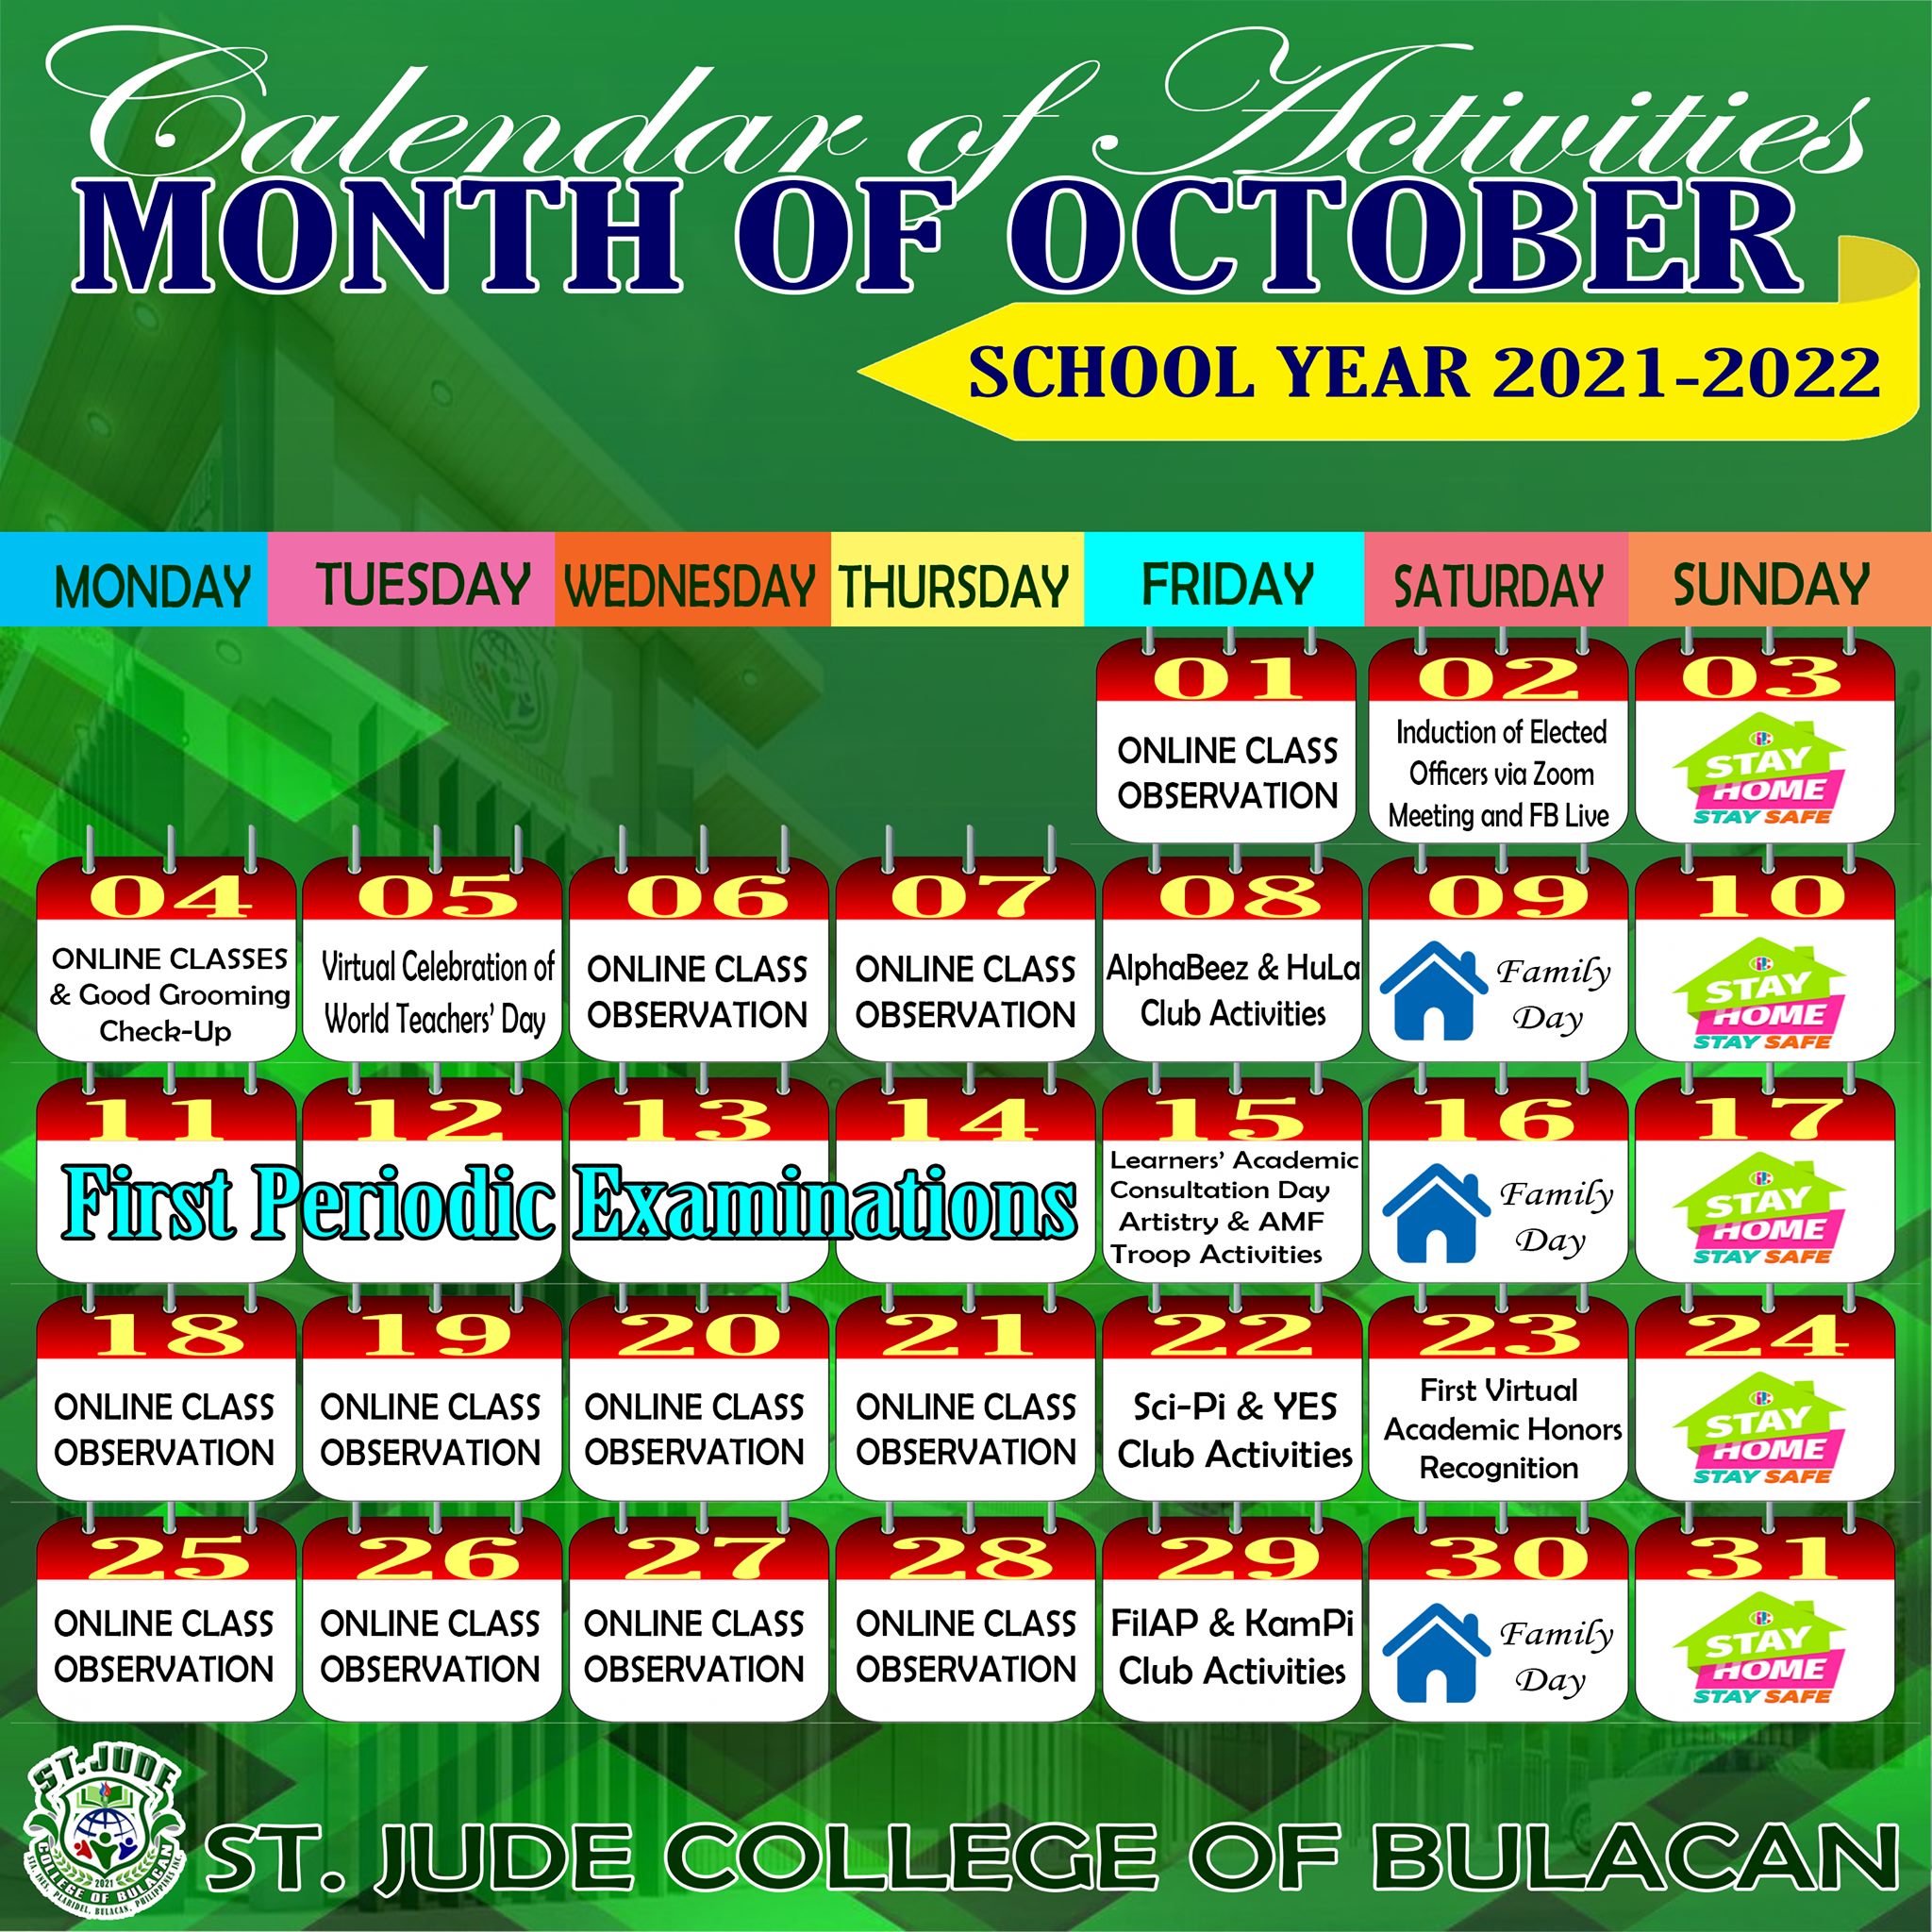 Calendar of Activities
MONTH OF OCTOBER
SCHOOL YEAR 2021-2022
MONDAY TUESDAY WEDNESDAY THURSDAY FRIDAY SATURDAY SUNDAY
01
ONLINE CLASS
OBSERVATION
02
Induction of Elected
Officers via Zoom
Meeting and FB Live
03
STAY
HOME
STAY SAFE
04
ONLINE CLASSES
& Good Grooming
Check-Up
05
Virtual Celebration of
World Teachers' Day
06
ONLINE CLASS
OBSERVATION
07
ONLINE CLASS
OBSERVATION
08
AlphaBeez & HuLa
Club Activities
09
Family
Day
10
STAY
HOME
STAY SAFE
11 12 13 14
First Periodic Examinations
15
Learners' Academic
Consultation Day
Artistry & AMF
Troop Activities
16
Family
Day
17
STAY
HOME
STAY SAFE
18
ONLINE CLASS
OBSERVATION
19
ONLINE CLASS
OBSERVATION
20
ONLINE CLASS
OBSERVATION
21
ONLINE CLASS
OBSERVATION
22
Sci-Pi & YES
Club Activities
23
First Virtual
Academic Honors
Recognition
24
STAY
HOME
STAY SAFE
25
ONLINE CLASS
OBSERVATION
26
ONLINE CLASS
OBSERVATION
27
ONLINE CLASS
OBSERVATION
28
ONLINE CLASS
OBSERVATION
29
FilAP & KamPi
Club Activities
30
Family
Day
31
STAY
HOME
STAY SAFE
ST. JUDE
COLLEGE OF BULACAN
2021
STA. INES, PLARIDEL, BULACAN, PHILIPPINES INC.
ST. JUDE COLLEGE OF BULACAN